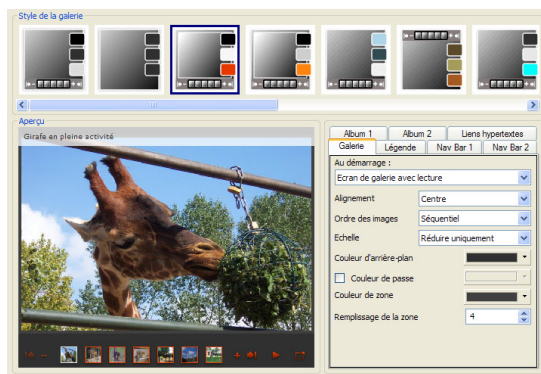 Style de la galerie
Aperçu
Girafe en pleine activité
Album 1
Album 2
Liens hypertextes
Galerie
Légende
Nav Bar 1
Nav Bar 2
Au démarrage :
Ecran de galerie avec lecture
Alignement
Centre
Ordre des images
Séquentiel
Echelle
Réduire uniquement
Couleur d'arrière-plan
Couleur de passe
Couleur de zone
Remplissage de la zone
4